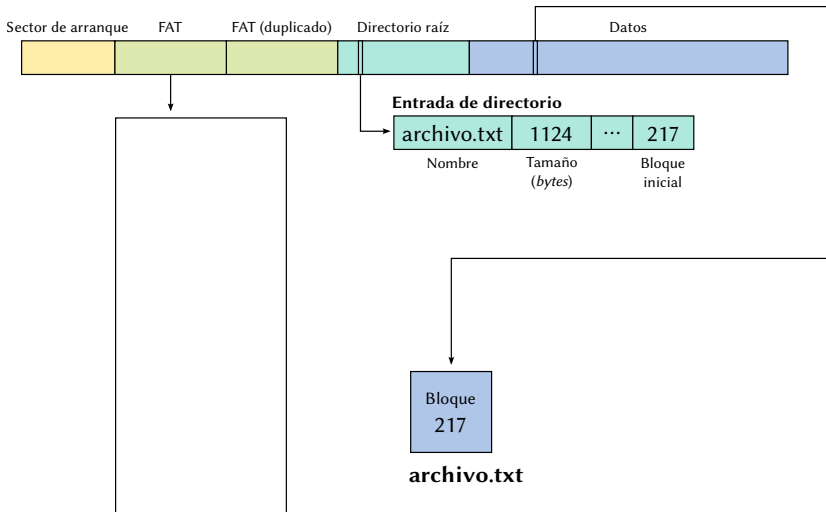 Sector de arranque FAT FAT (duplicado) Directorio raíz Datos
Entrada de directorio
archivo.txt 1124 ... 217
Nombre Tamaño Bloque
(bytes) inicial
Bloque
217
archivo.txt